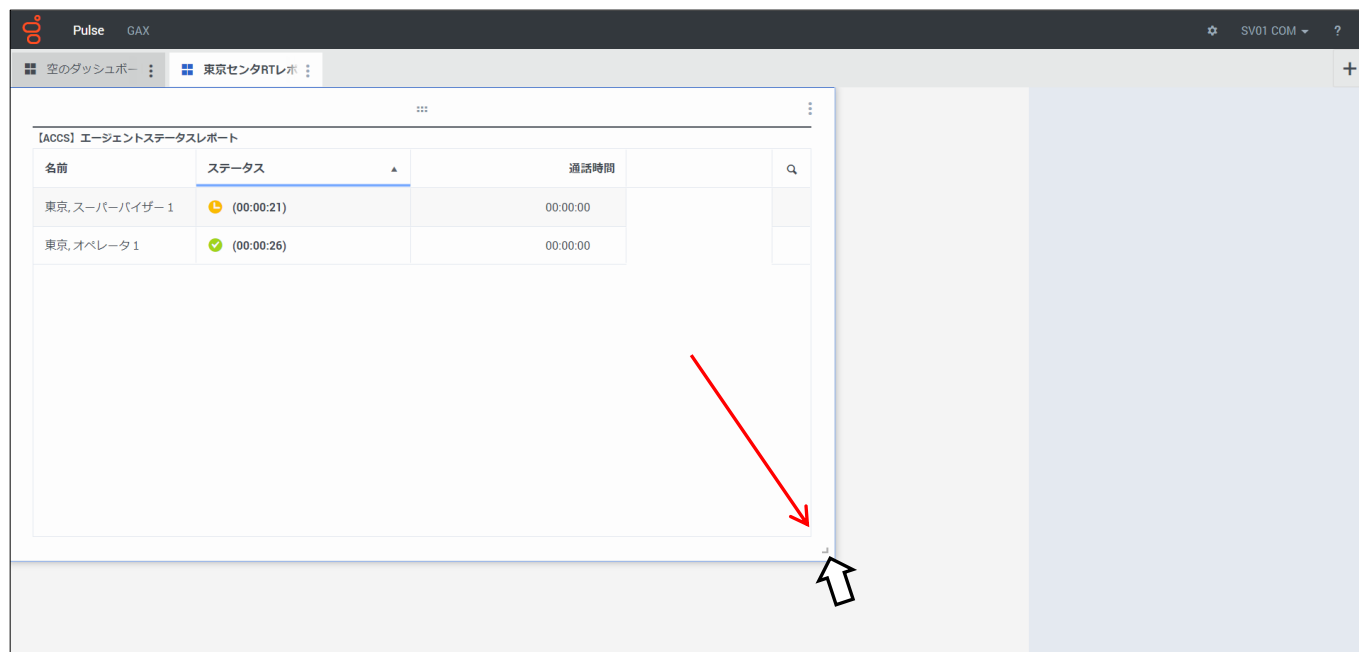 Pulse GAX SV01 COM ?
空のダッシュボー 東京センタRTレポ +
【ACCS】エージェントステータスレポート
名前 ステータス ▲ 通話時間
東京, スーパーバイザー 1 (00:00:21) 00:00:00
東京, オペレータ 1 (00:00:26) 00:00:00